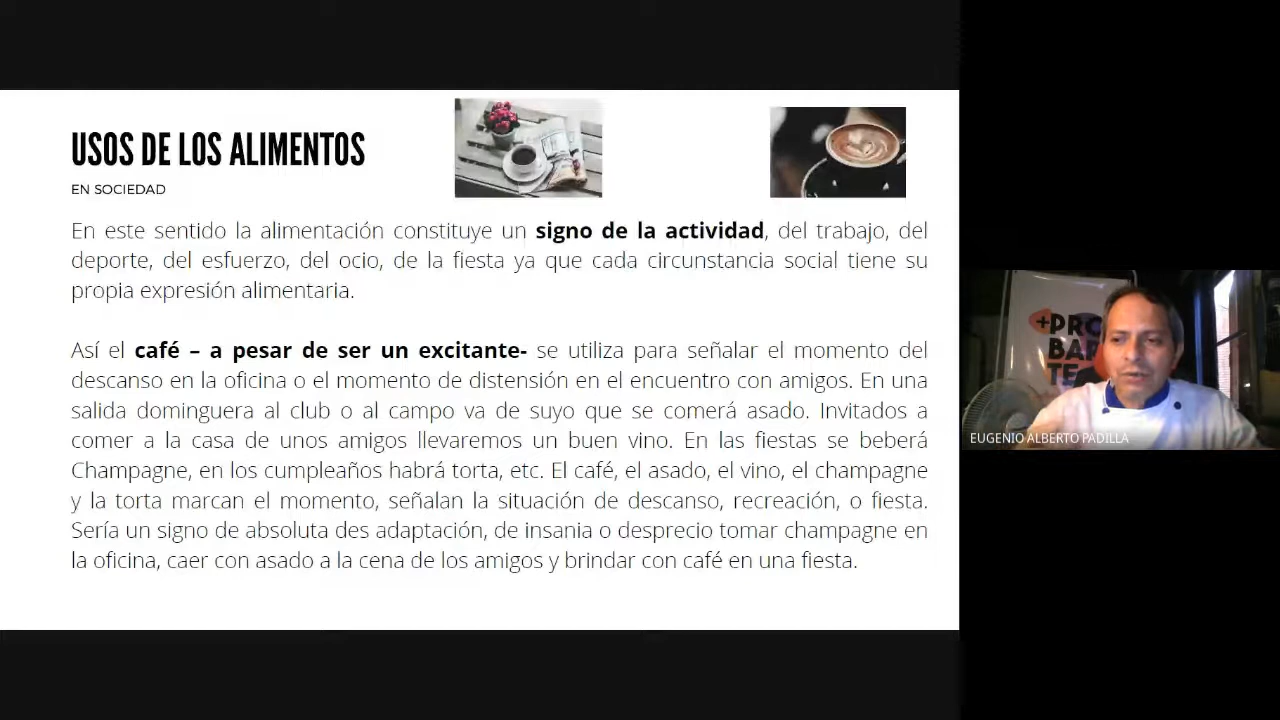 USOS DE LOS ALIMENTOS
EN SOCIEDAD
En este sentido la alimentación constituye un signo de la actividad, del trabajo, del
deporte, del esfuerzo, del ocio, de la fiesta ya que cada circunstancia social tiene su
propia expresión alimentaria.
Así el café – a pesar de ser un excitante- se utiliza para señalar el momento del
descanso en la oficina o el momento de distensión en el encuentro con amigos. En una
salida dominguera al club o al campo va de suyo que se comerá asado. Invitados a
comer a la casa de unos amigos llevaremos un buen vino. En las fiestas se beberá
Champagne, en los cumpleaños habrá torta, etc. El café, el asado, el vino, el champagne
y la torta marcan el momento, señalan la situación de descanso, recreación, o fiesta.
Sería un signo de absoluta des adaptación, de insania o desprecio tomar champagne en
la oficina, caer con asado a la cena de los amigos y brindar con café en una fiesta.
+PRO
BAR
TE
EUGENIO ALBERTO PADILLA